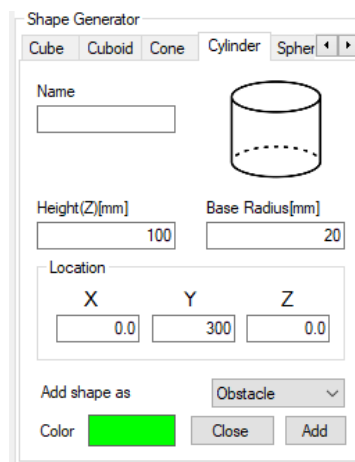 Shape Generator
Cube Cuboid Cone Cylinder Spher
Name
Height(Z)[mm] Base Radius[mm]
100 20
Location
X Y Z
0.0 300 0.0
Add shape as Obstacle
Color Close Add